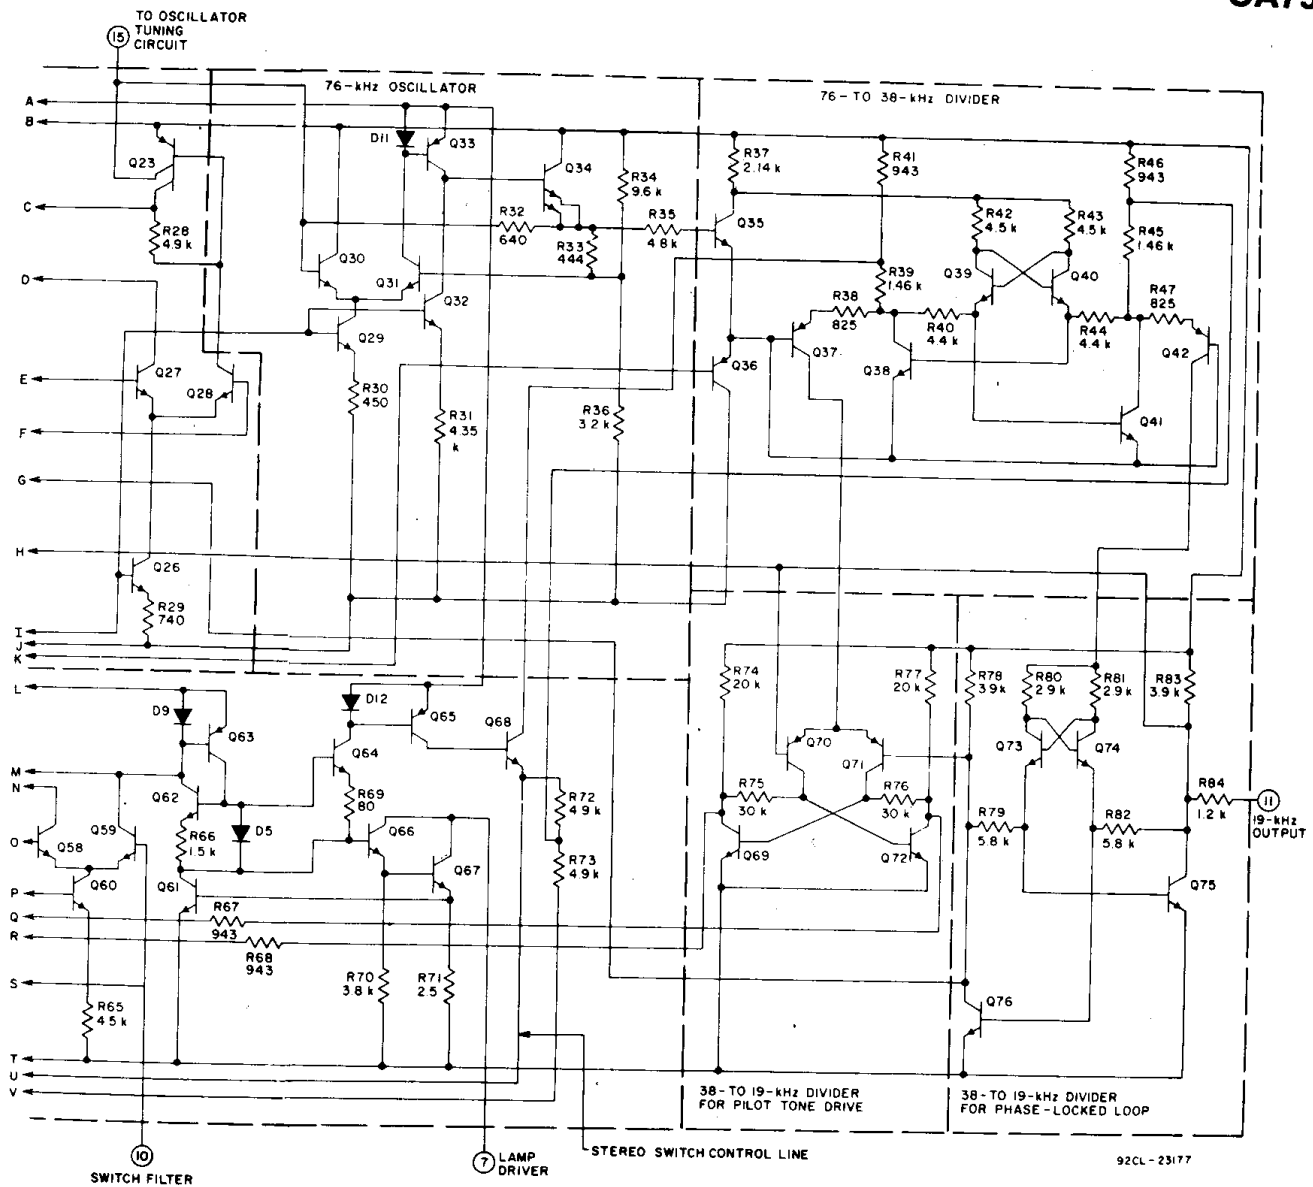 TO OSCILLATOR
TUNING
CIRCUIT
15
76-kHz OSCILLATOR
76-TO 38-kHz DIVIDER
A
B
C
D
E
F
G
H
I
J
K
L
M
N
O
P
Q
R
S
T
U
V
Q23
R28
4.9 k
Q27
Q28
Q26
R29
740
D11
Q33
Q34
R34
9.6 k
R32
640
R33
444
R35
4.8 k
Q30
Q31
Q32
Q29
R30
450
R31
4.35
k
R36
3.2 k
R37
2.14 k
Q35
Q36
R41
943
R39
1.46 k
R38
825
Q37
R40
4.4 k
Q38
R42
4.5 k
R43
4.5 k
Q39
Q40
R46
943
R45
1.46 k
R47
825
R44
4.4 k
Q42
Q41
D9
Q63
D12
Q65
Q68
Q64
Q62
R69
80
R66
1.5 k
D5
Q59
Q58
Q60
Q61
Q66
Q67
R72
4.9 k
R73
4.9 k
R67
943
R68
943
R65
4.5 k
R70
3.8 k
R71
2.5
R74
20 k
R77
20 k
Q70
Q71
R75
30 k
R76
30 k
Q69
Q72
R78
3.9 k
R80
2.9 k
R81
2.9 k
R83
3.9 k
Q73
Q74
R79
5.8 k
R82
5.8 k
R84
1.2 k
11
19-kHz
OUTPUT
Q75
Q76
38-TO 19-kHz DIVIDER
FOR PILOT TONE DRIVE
38-TO 19-kHz DIVIDER
FOR PHASE-LOCKED LOOP
10
SWITCH FILTER
7
LAMP
DRIVER
STEREO SWITCH CONTROL LINE
92CL-23177